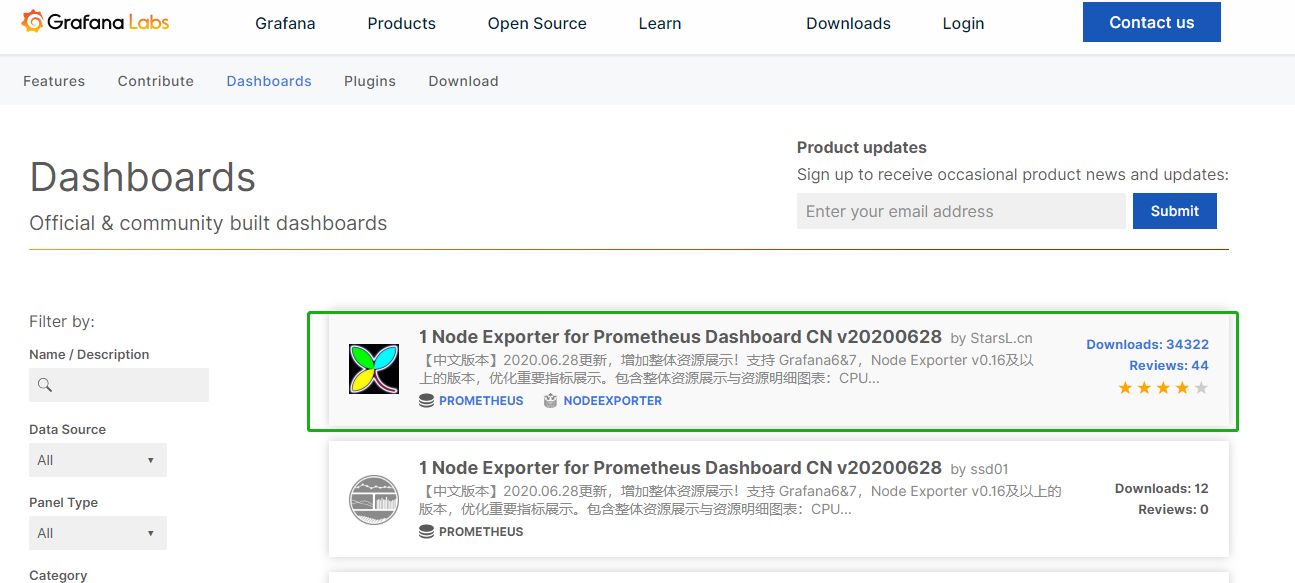 Grafana Labs
Grafana Products Open Source Learn Downloads Login Contact us
Features Contribute Dashboards Plugins Download
Dashboards
Official & community built dashboards
Product updates
Sign up to receive occasional product news and updates:
Enter your email address Submit
Filter by:
Name / Description
Data Source
All
Panel Type
All
Category
1 Node Exporter for Prometheus Dashboard CN v20200628 by StarsL.cn
【中文版本】2020.06.28更新，增加整体资源展示！支持 Grafana6&7，Node Exporter v0.16及以
上的版本，优化重要指标展示。包含整体资源展示与资源明细图表：CPU...
PROMETHEUS NODEEXPORTER
Downloads: 34322
Reviews: 44
1 Node Exporter for Prometheus Dashboard CN v20200628 by ssd01
【中文版本】2020.06.28更新，增加整体资源展示！支持 Grafana6&7，Node Exporter v0.16及以上的
版本，优化重要指标展示。包含整体资源展示与资源明细图表：CPU...
PROMETHEUS
Downloads: 12
Reviews: 0